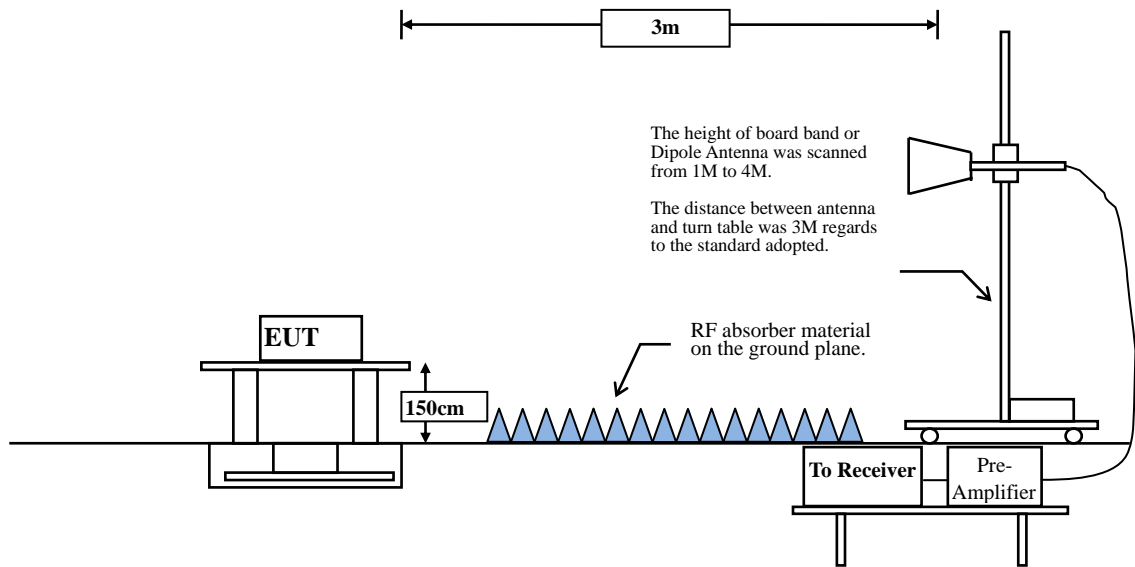 3m
The height of board band or
Dipole Antenna was scanned
from 1M to 4M.
The distance between antenna
and turn table was 3M regards
to the standard adopted.
EUT
RF absorber material
on the ground plane.
150cm
To Receiver
Pre-
Amplifier